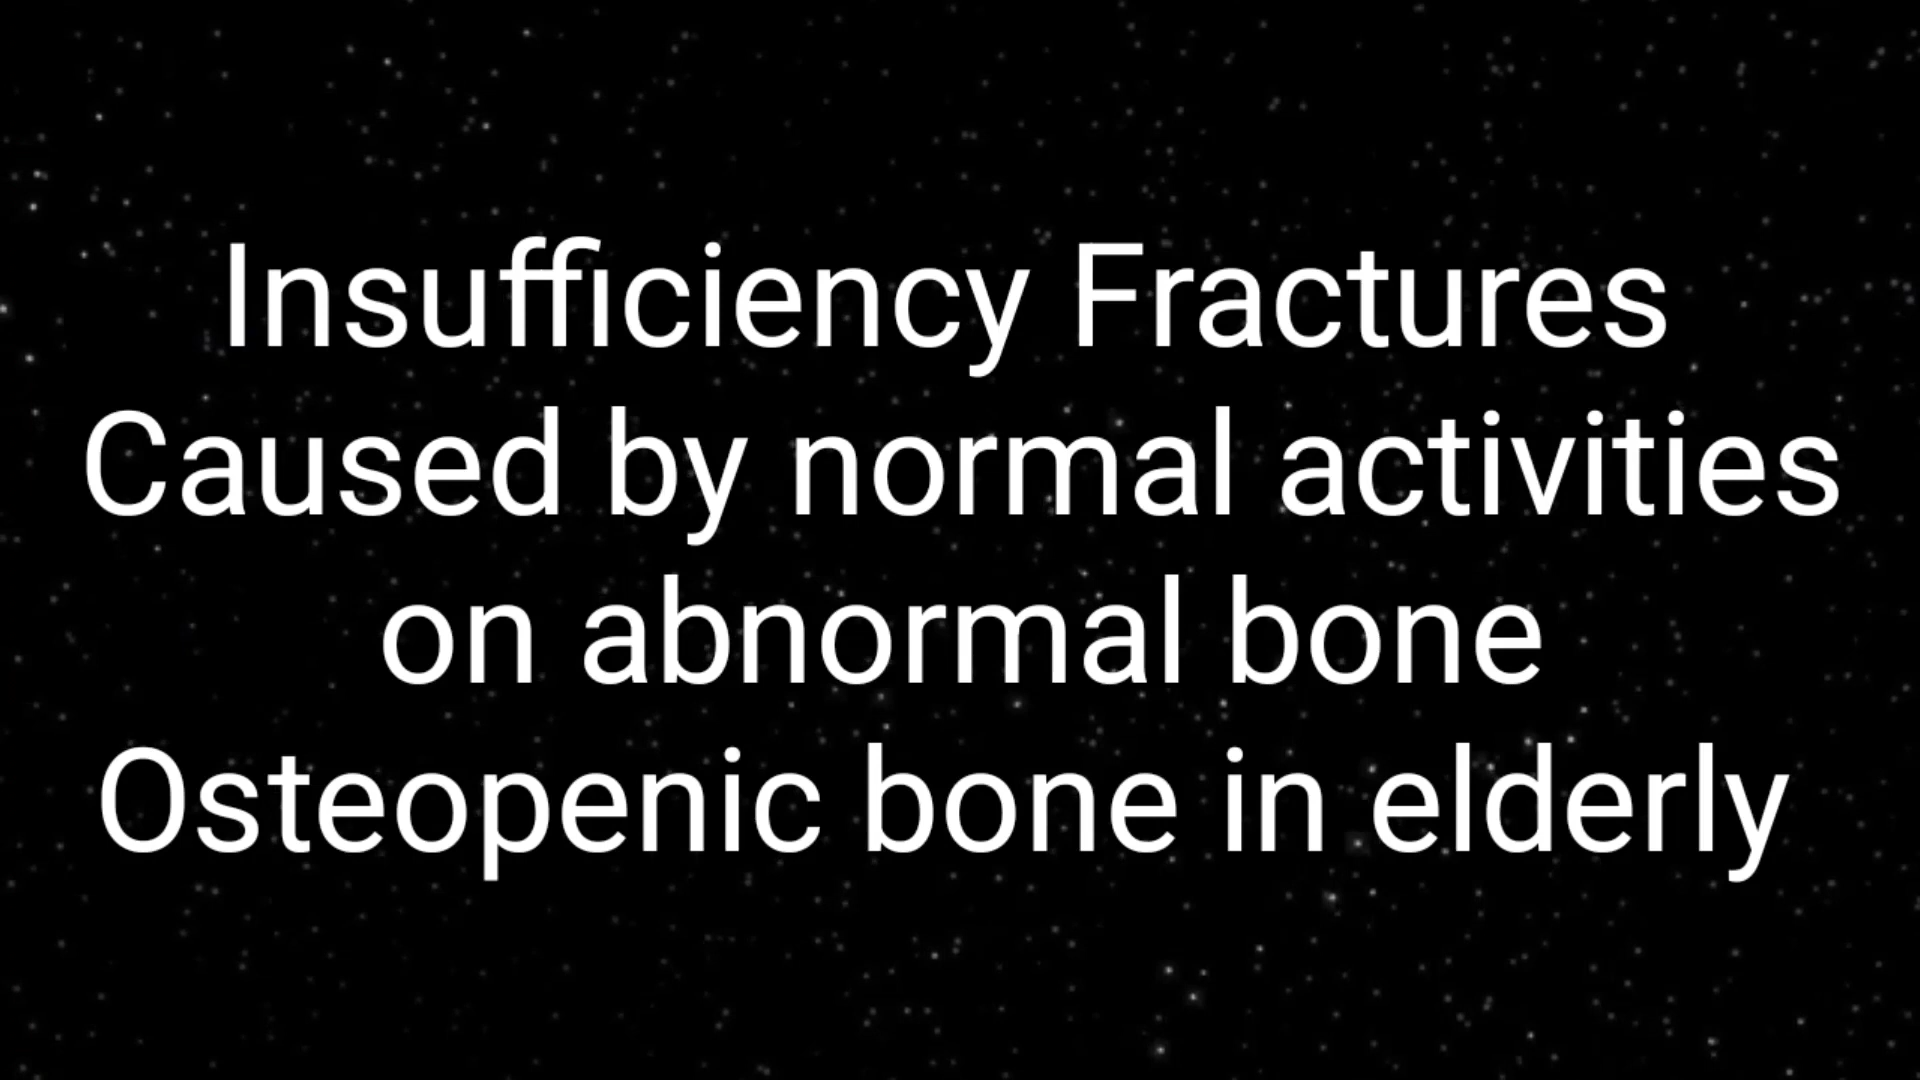 Insufficiency Fractures
Caused by normal activities
on abnormal bone
Osteopenic bone in elderly